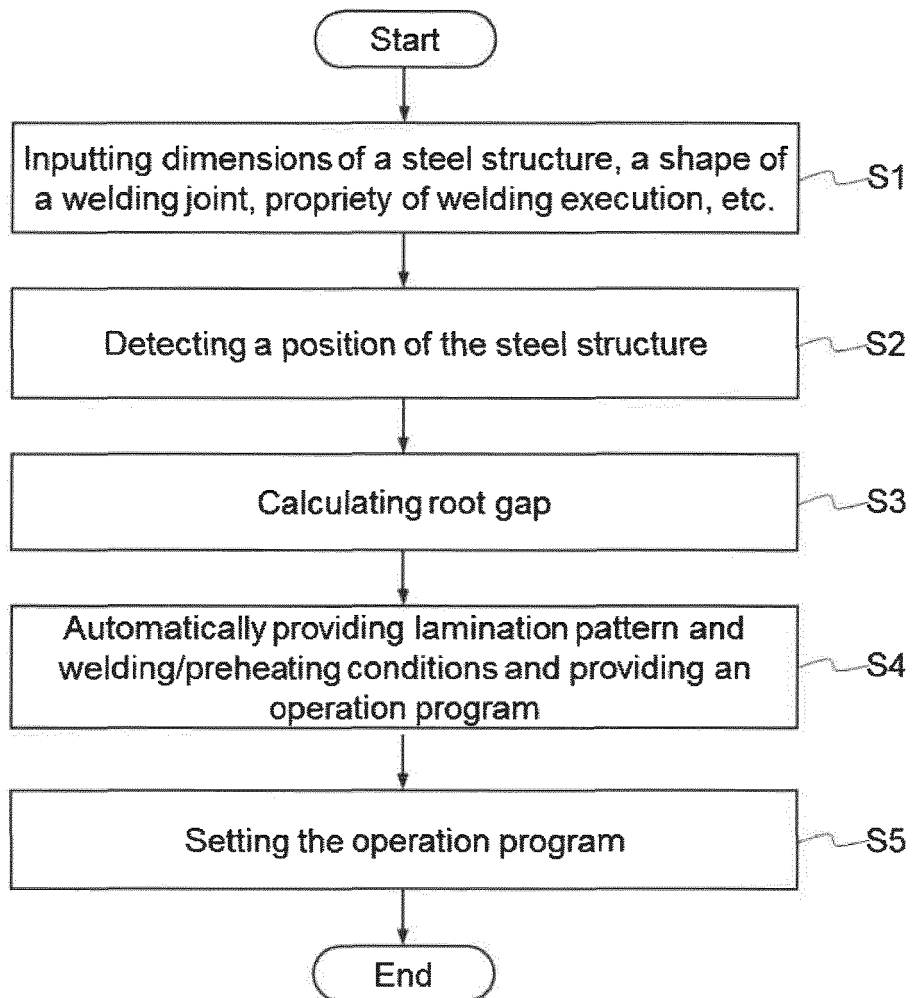 Start
Inputting dimensions of a steel structure, a shape of
a welding joint, propriety of welding execution, etc.
S1
Detecting a position of the steel structure
S2
Calculating root gap
S3
Automatically providing lamination pattern and
welding/preheating conditions and providing an
operation program
S4
Setting the operation program
S5
End